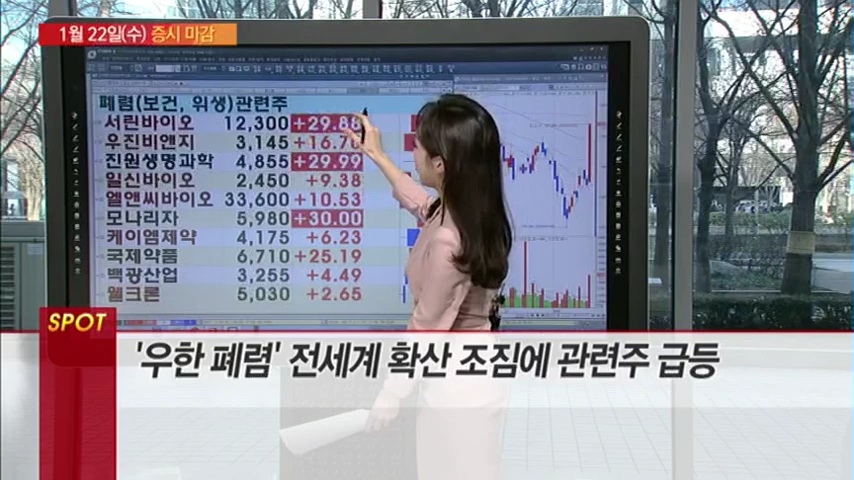 1월 22일(수) 증시 마감
폐렴(보건, 위생)관련주
서린바이오 12,300 +29.88
우진비앤지 3,145 +16.70
진원생명과학 4,855 +29.99
일신바이오 2,450 +9.38
엘앤씨바이오 33,600 +10.53
모나리자 5,980 +30.00
케이엠제약 4,175 +6.23
국제약품 6,710 +25.19
백광산업 3,255 +4.49
웰크론 5,030 +2.65
SPOT
'우한 폐렴' 전세계 확산 조짐에 관련주 급등